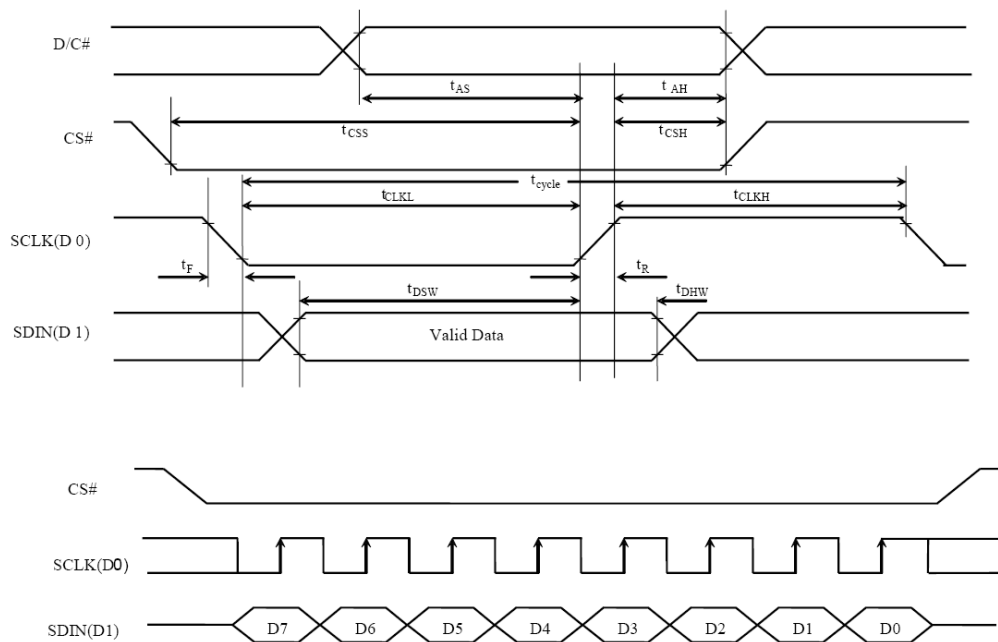 D/C#
tAS
t AH
tCSS
tCSH
CS#
tcycle
tCLKL
tCLKH
SCLK(D 0)
tF
tR
tDSW
tDHW
SDIN(D 1)
Valid Data
CS#
SCLK(D0)
SDIN(D1)
D7 D6 D5 D4 D3 D2 D1 D0